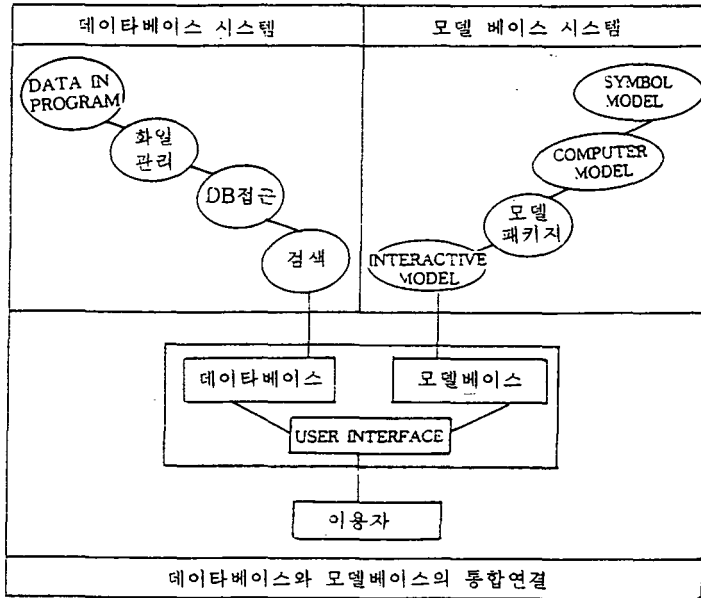 데이타베이스 시스템
모델 베이스 시스템
DATA IN
PROGRAM
화일
관리
DB접근
검색
SYMBOL
MODEL
COMPUTER
MODEL
모델
패키지
INTERACTIVE
MODEL
데이타베이스
모델베이스
USER INTERFACE
이용자
데이타베이스와 모델베이스의 통합연결